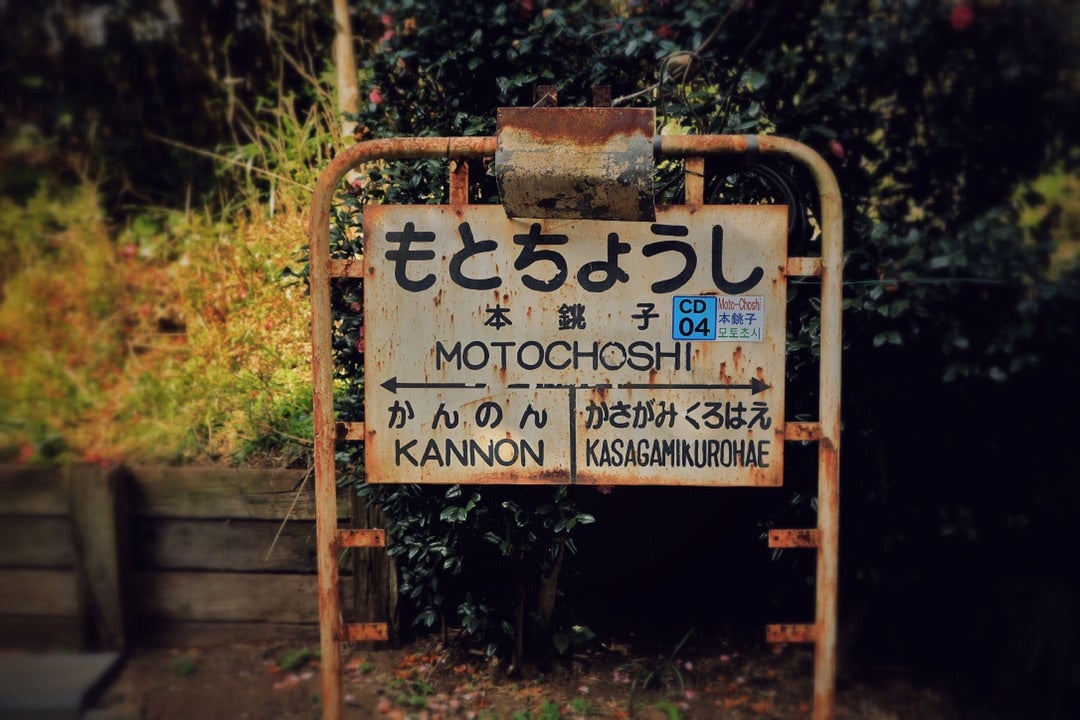 もとちょうし
本銚子
CD
04
Moto-Choshi
本銚子
모토초시
MOTOCHOSHI
かんのん
KANNON
かさがみくろはえ
KASAGAMIKUROHAE